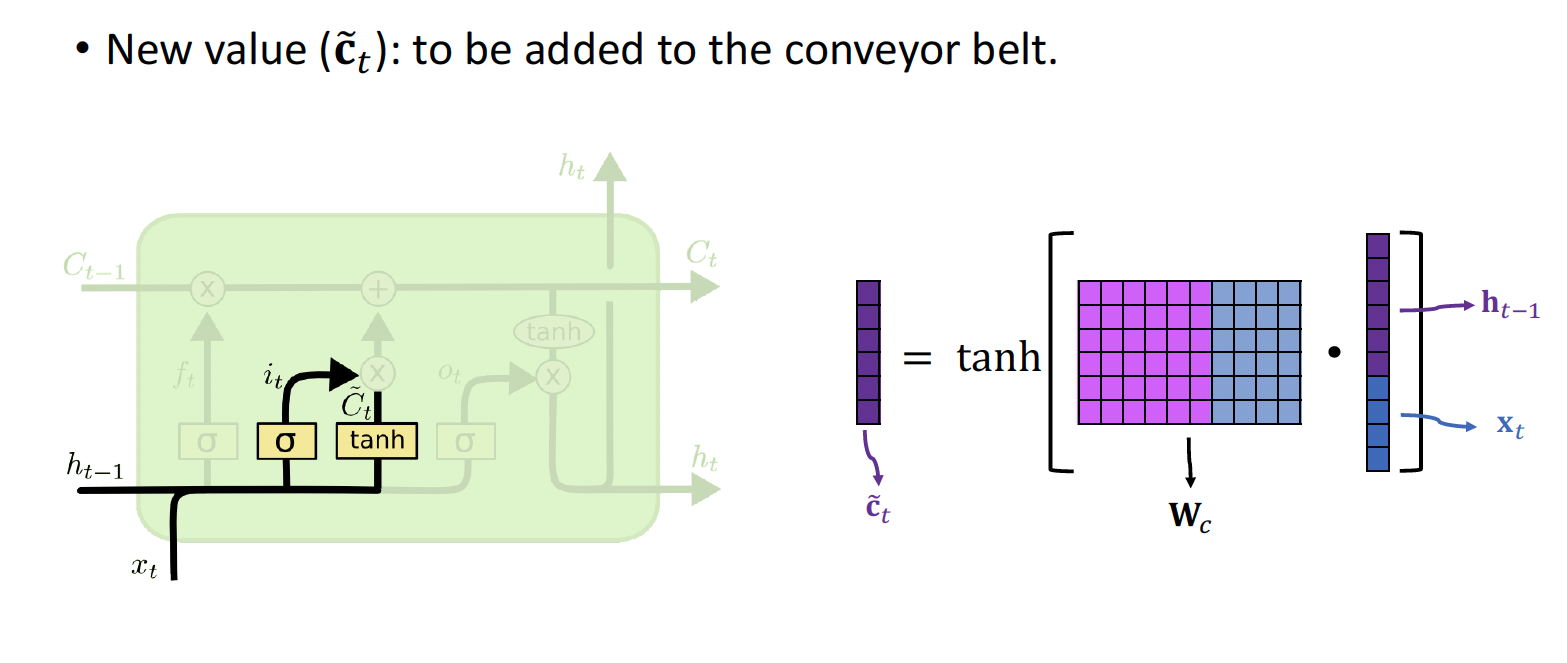 • New value (c̃ₜ): to be added to the conveyor belt.
hₜ
Cₜ₋₁
Cₜ
x
+
tanh
fₜ
iₜ
x
oₜ
x
C̃ₜ
σ
σ
tanh
σ
hₜ₋₁
hₜ
xₜ
= tanh
•
hₜ₋₁
xₜ
c̃ₜ
W꜀